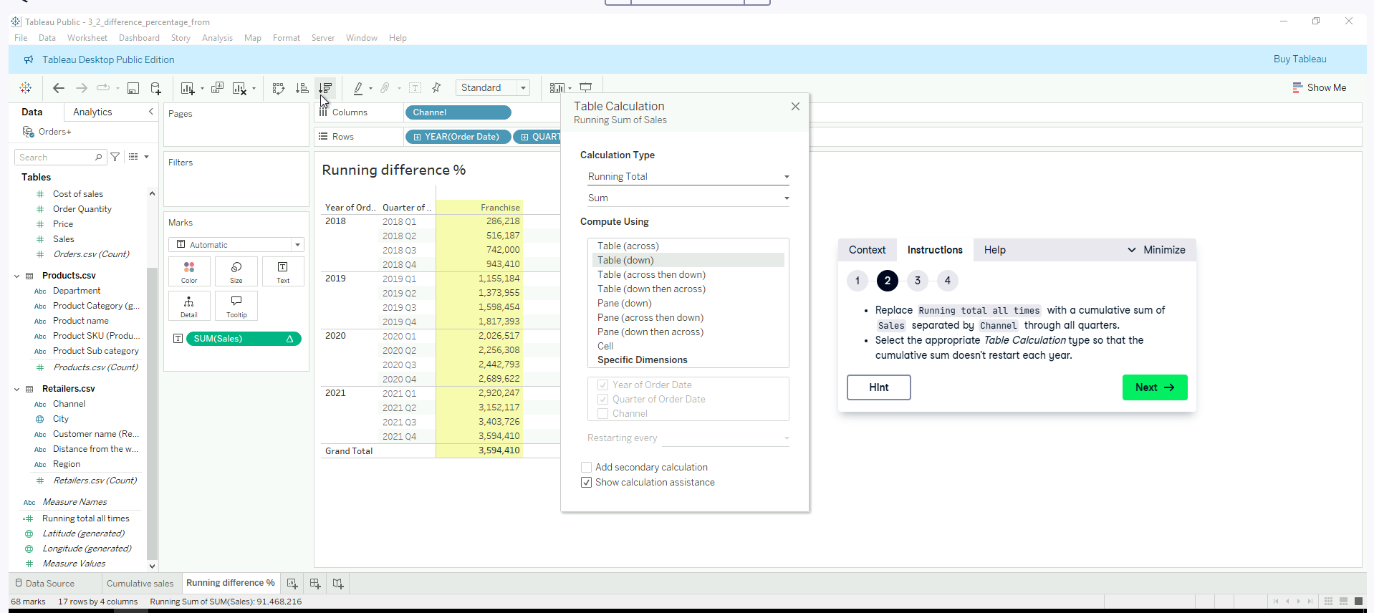 Tableau Public - 3_2_difference_percentage_from
File Data Worksheet Dashboard Story Analysis Map Format Server Window Help
Tableau Desktop Public Edition
Buy Tableau
Standard
Show Me
Data
Analytics
Orders+
Search
Tables
Cost of sales
Order Quantity
Price
Sales
Orders.csv (Count)
Products.csv
Abc Department
Abc Product Category (g...
Abc Product name
Abc Product SKU (Produ...
Abc Product Sub category
Products.csv (Count)
Retailers.csv
Abc Channel
City
Abc Customer name (Re...
Abc Distance from the w...
Abc Region
Retailers.csv (Count)
Abc Measure Names
Running total all times
Latitude (generated)
Longitude (generated)
Measure Values
Pages
Filters
Marks
Automatic
Color
Size
Text
Detail
Tooltip
SUM(Sales)
Columns
Channel
Rows
YEAR(Order Date)
QUART
Running difference %
Year of Ord.. Quarter of .. Franchise
2018 2018 Q1 286,218
2018 Q2 516,187
2018 Q3 742,000
2018 Q4 943,410
2019 2019 Q1 1,155,184
2019 Q2 1,373,955
2019 Q3 1,598,454
2019 Q4 1,817,393
2020 2020 Q1 2,026,517
2020 Q2 2,256,308
2020 Q3 2,442,793
2020 Q4 2,689,622
2021 2021 Q1 2,920,247
2021 Q2 3,152,117
2021 Q3 3,403,726
2021 Q4 3,594,410
Grand Total 3,594,410
Table Calculation
Running Sum of Sales
Calculation Type
Running Total
Sum
Compute Using
Table (across)
Table (down)
Table (across then down)
Table (down then across)
Pane (down)
Pane (across then down)
Pane (down then across)
Cell
Specific Dimensions
Year of Order Date
Quarter of Order Date
Channel
Restarting every
Add secondary calculation
Show calculation assistance
Context
Instructions
Help
Minimize
1 2 3 4
• Replace Running total all times with a cumulative sum of
Sales separated by Channel through all quarters.
• Select the appropriate Table Calculation type so that the
cumulative sum doesn't restart each year.
Hint
Next
Data Source
Cumulative sales
Running difference %
68 marks 17 rows by 4 columns Running Sum of SUM(Sales): 91,468,216